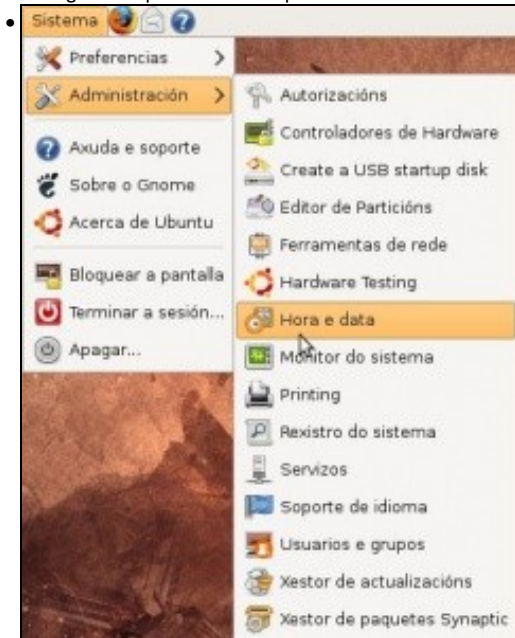 Sistema
Preferencias
Administración
Axuda e soporte
Sobre o Gnome
Acerca de Ubuntu
Bloquear a pantalla
Terminar a sesión...
Apagar...
Autorizacións
Controladores de Hardware
Create a USB startup disk
Editor de Particións
Ferramentas de rede
Hardware Testing
Hora e data
Monitor do sistema
Printing
Rexistro do sistema
Servizos
Soporte de idioma
Usuarios e grupos
Xestor de actualizacións
Xestor de paquetes Synaptic